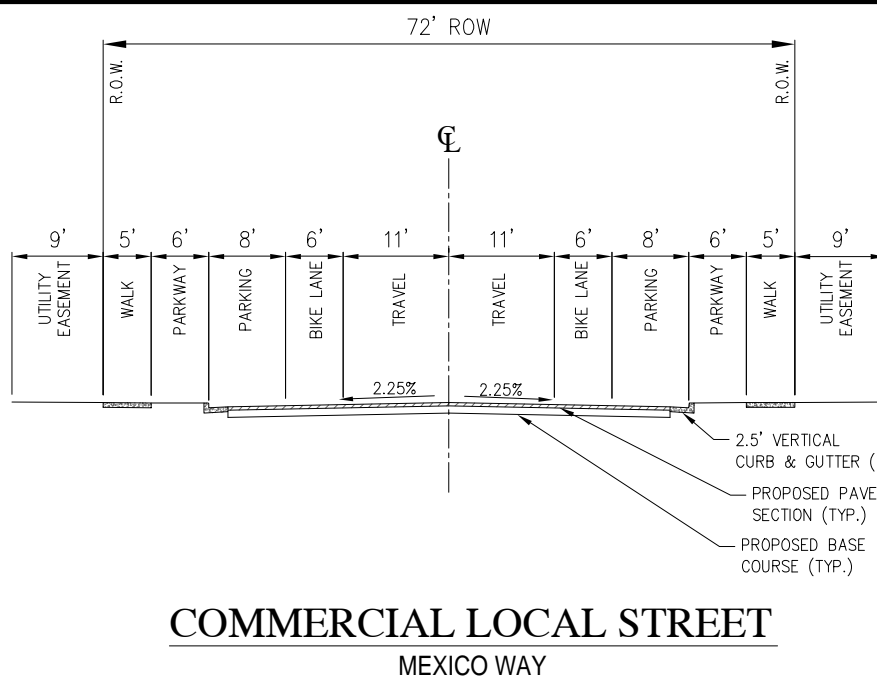 72' ROW
R.O.W.
R.O.W.
℄
9' 5' 6' 8' 6' 11' 11' 6' 8' 6' 5' 9'
UTILITY
EASEMENT
WALK
PARKWAY
PARKING
BIKE LANE
TRAVEL
TRAVEL
BIKE LANE
PARKING
PARKWAY
WALK
UTILITY
EASEMENT
2.25% 2.25%
2.5' VERTICAL
CURB & GUTTER (
PROPOSED PAVE
SECTION (TYP.)
PROPOSED BASE
COURSE (TYP.)
COMMERCIAL LOCAL STREET
MEXICO WAY